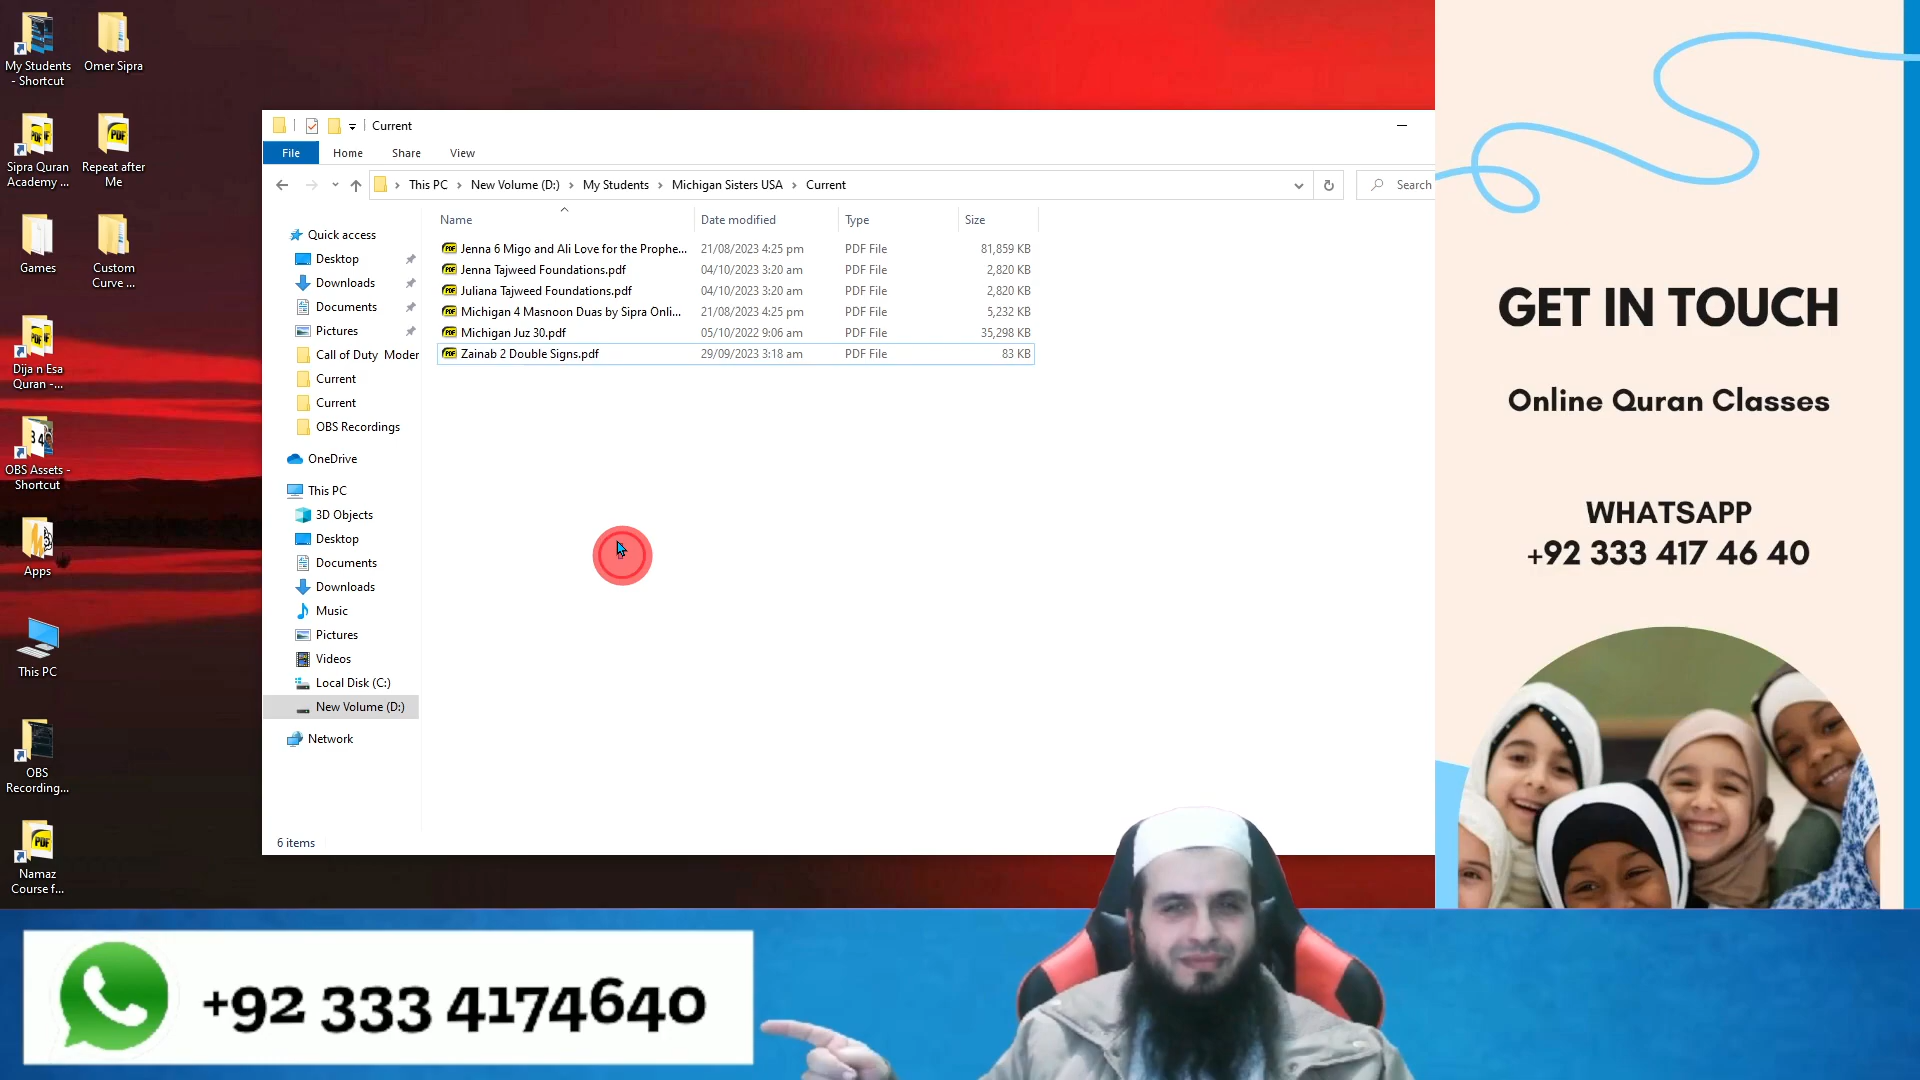 My Students
- Shortcut
Omer Sipra
Sipra Quran
Academy ...
Repeat after
Me
Games
Custom
Curve ...
Dija n Esa
Quran -...
OBS Assets -
Shortcut
Apps
This PC
OBS
Recording...
Namaz
Course f...
Current
File
Home
Share
View
This PC
New Volume (D:)
My Students
Michigan Sisters USA
Current
Search
Name
Date modified
Type
Size
Jenna 6 Migo and Ali Love for the Prophe... 21/08/2023 4:25 pm PDF File 81,859 KB
Jenna Tajweed Foundations.pdf 04/10/2023 3:20 am PDF File 2,820 KB
Juliana Tajweed Foundations.pdf 04/10/2023 3:20 am PDF File 2,820 KB
Michigan 4 Masnoon Duas by Sipra Onli... 21/08/2023 4:25 pm PDF File 5,232 KB
Michigan Juz 30.pdf 05/10/2022 9:06 am PDF File 35,298 KB
Zainab 2 Double Signs.pdf 29/09/2023 3:18 am PDF File 83 KB
Quick access
Desktop
Downloads
Documents
Pictures
Call of Duty Moder
Current
Current
OBS Recordings
OneDrive
This PC
3D Objects
Desktop
Documents
Downloads
Music
Pictures
Videos
Local Disk (C:)
New Volume (D:)
Network
6 items
GET IN TOUCH
Online Quran Classes
WHATSAPP
+92 333 417 46 40
+92 333 4174640